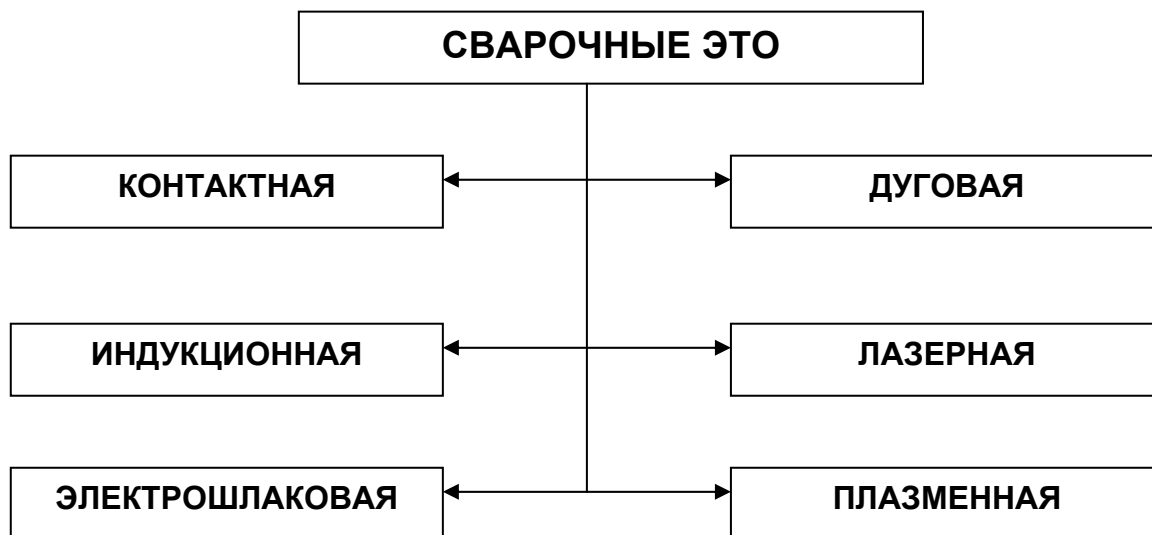 СВАРОЧНЫЕ ЭТО
КОНТАКТНАЯ
ДУГОВАЯ
ИНДУКЦИОННАЯ
ЛАЗЕРНАЯ
ЭЛЕКТРОШЛАКОВАЯ
ПЛАЗМЕННАЯ